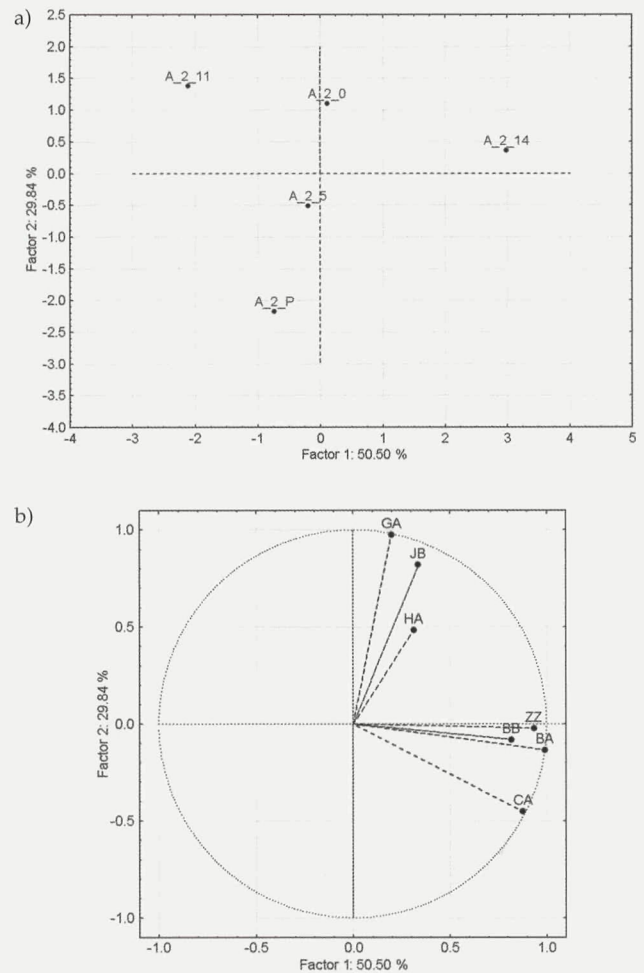 a)
2.5
2.0
1.5
1.0
0.5
0.0
-0.5
-1.0
-1.5
-2.0
-2.5
-3.0
-3.5
-4.0
Factor 2: 29.84 %
A_2_11
A_2_0
A_2_14
A_2_5
A_2_P
-4 -3 -2 -1 0 1 2 3 4 5
Factor 1: 50.50 %
b)
1.0
0.5
0.0
-0.5
-1.0
Factor 2: 29.84 %
GA
JB
HA
ZZ
BB
BA
CA
-1.0 -0.5 0.0 0.5 1.0
Factor 1: 50.50 %